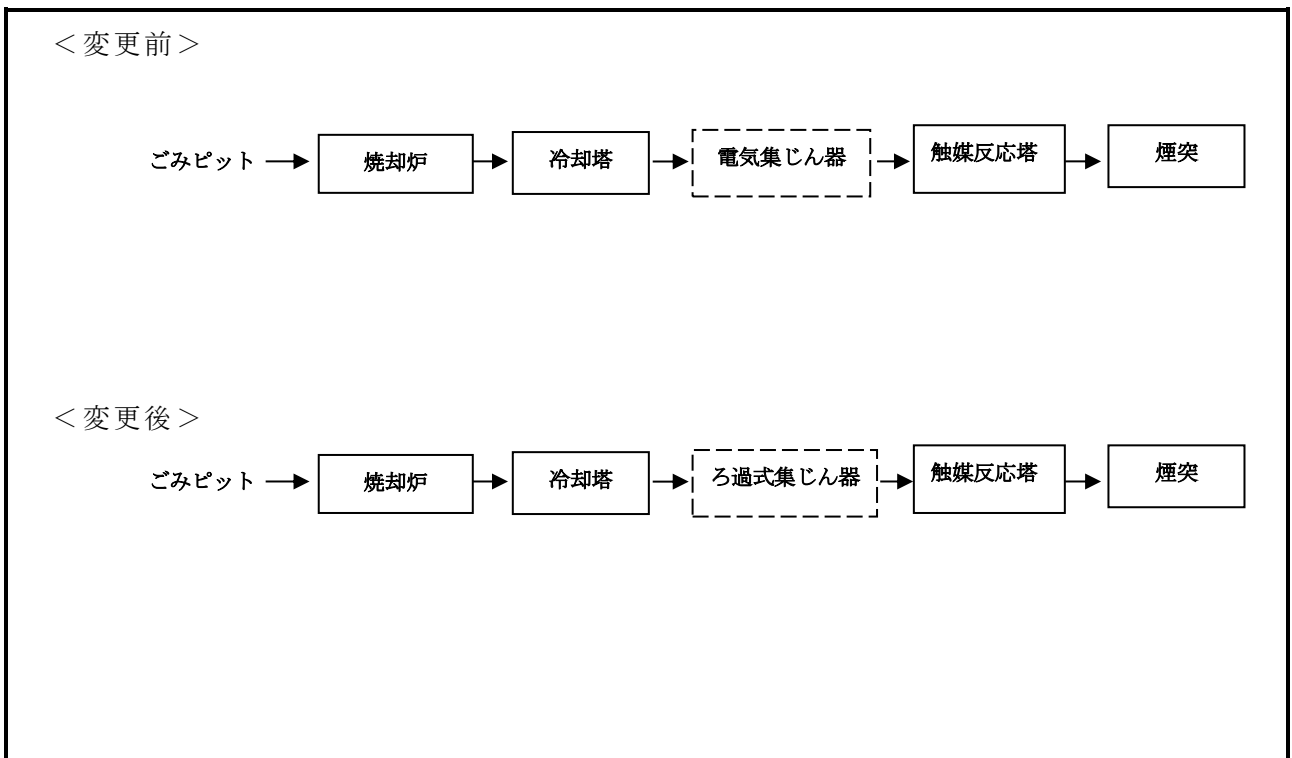 ＜変更前＞
ごみピット 焼却炉 冷却塔 電気集じん器 触媒反応塔 煙突
＜変更後＞
ごみピット 焼却炉 冷却塔 ろ過式集じん器 触媒反応塔 煙突